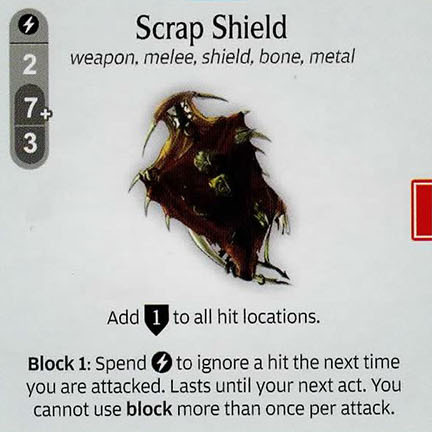 Scrap Shield
weapon, melee, shield, bone, metal
2
7+
3
Add 1 to all hit locations.
Block 1: Spend to ignore a hit the next time
you are attacked. Lasts until your next act. You
cannot use block more than once per attack.